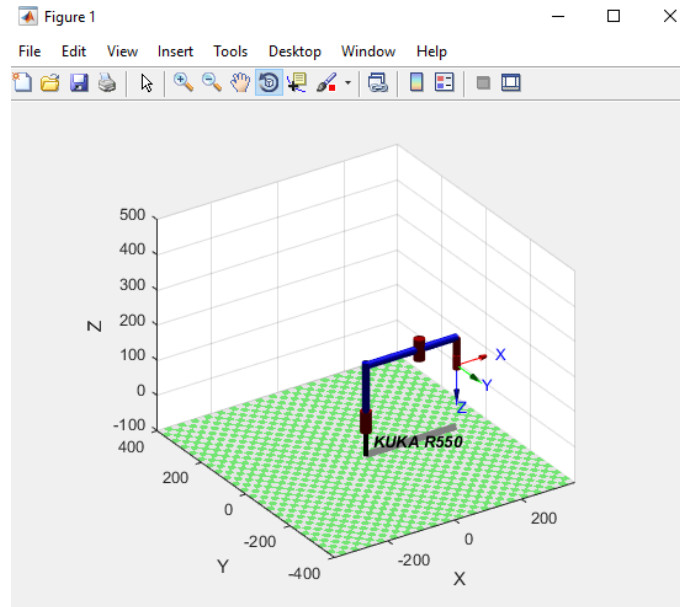 Figure 1
File Edit View Insert Tools Desktop Window Help
500
400
300
200
100
0
-100
Z
400
200
0
-200
-400
Y
-200
0
200
X
KUKA R550
X
Y
Z